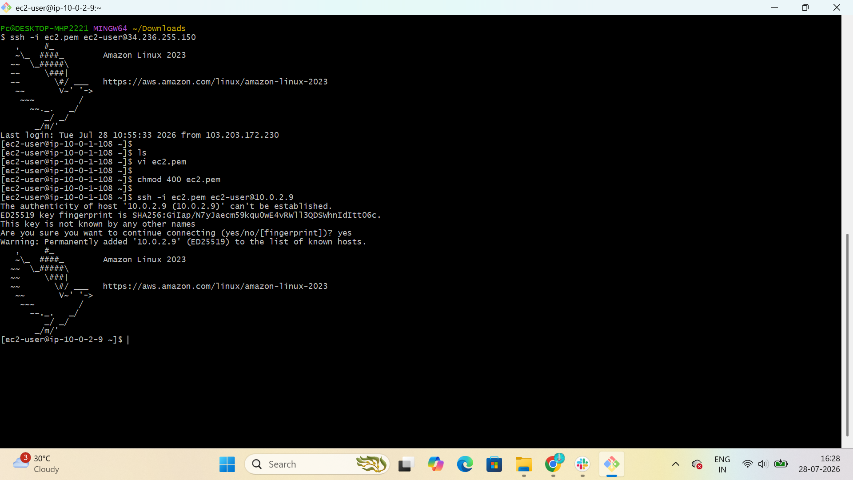 ec2-user@ip-10-0-2-9:~
Pc@DESKTOP-MHP2221 MINGW64 ~/Downloads
$ ssh -i ec2.pem ec2-user@34.236.255.150
   ,     #_
   ~\_  ####_        Amazon Linux 2023
  ~~  \_#####\
  ~~     \###|
  ~~       \#/ ___   https://aws.amazon.com/linux/amazon-linux-2023
   ~~       V~' '->
    ~~~         /
      ~~._.   _/
         _/ _/
       _/m/'
Last login: Tue Jul 28 10:55:33 2026 from 103.203.172.230
[ec2-user@ip-10-0-1-108 ~]$
[ec2-user@ip-10-0-1-108 ~]$ ls
[ec2-user@ip-10-0-1-108 ~]$ vi ec2.pem
[ec2-user@ip-10-0-1-108 ~]$
[ec2-user@ip-10-0-1-108 ~]$ chmod 400 ec2.pem
[ec2-user@ip-10-0-1-108 ~]$
[ec2-user@ip-10-0-1-108 ~]$ ssh -i ec2.pem ec2-user@10.0.2.9
The authenticity of host '10.0.2.9 (10.0.2.9)' can't be established.
ED25519 key fingerprint is
This key is not known by any other names
Are you sure you want to continue connecting (yes/no/[fingerprint])? yes
Warning: Permanently added '10.0.2.9' (ED25519) to the list of known hosts.
   ,     #_
   ~\_  ####_        Amazon Linux 2023
  ~~  \_#####\
  ~~     \###|
  ~~       \#/ ___   https://aws.amazon.com/linux/amazon-linux-2023
   ~~       V~' '->
    ~~~         /
      ~~._.   _/
         _/ _/
       _/m/'
[ec2-user@ip-10-0-2-9 ~]$
3
30°C
Cloudy
Search
ENG
IN
16:28
28-07-2026